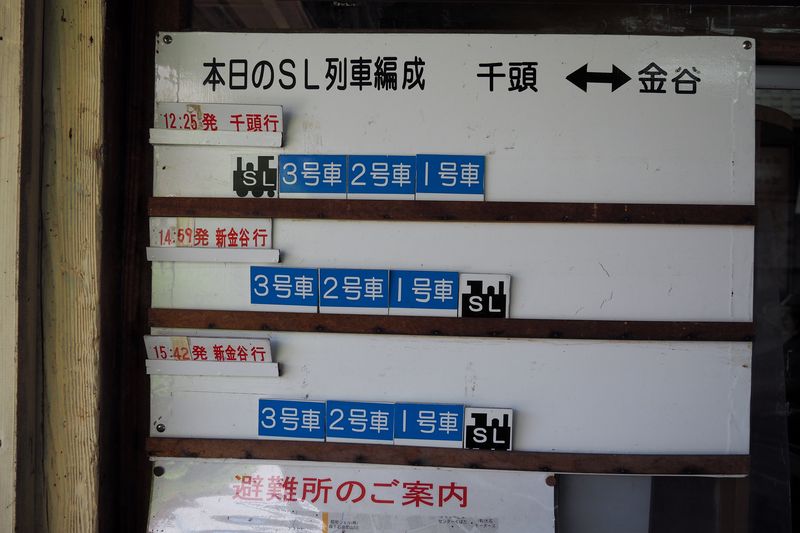 本日のSL列車編成 千頭 ↔ 金谷
12:25発 千頭行
SL 3号車 2号車 1号車
14:59発 新金谷行
3号車 2号車 1号車 SL
15:42発 新金谷行
3号車 2号車 1号車 SL
避難所のご案内